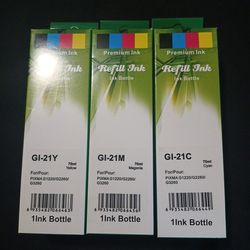 Premium Ink
Refill Ink
Ink Bottle
GI-21Y
70ml
Yellow
For/Pour:
PIXMA G1220/G2260/
G3260
1Ink Bottle
Premium Ink
Refill Ink
Ink Bottle
GI-21M
70ml
Magenta
For/Pour:
PIXMA G1220/G2260/
G3260
1Ink Bottle
Premium Ink
Refill Ink
Ink Bottle
GI-21C
70ml
Cyan
For/Pour:
PIXMA G1220/G2260/
G3260
1Ink Bottle